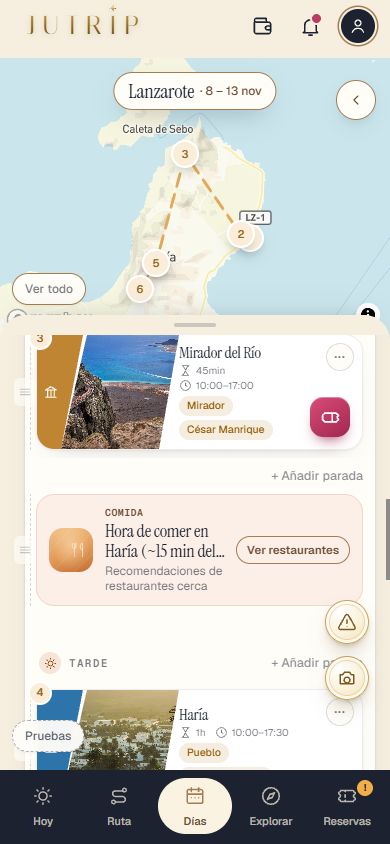 JUTRIP
Lanzarote · 8 – 13 nov
Caleta de Sebo
3
LZ-1
2
5
6
Ver todo
3
Mirador del Río
45min
10:00–17:00
Mirador
César Manrique
+ Añadir parada
COMIDA
Hora de comer en
Haría (~15 min del...
Recomendaciones de
restaurantes cerca
Ver restaurantes
TARDE
+ Añadir
4
Haría
1h 10:00–17:30
Pueblo
Pruebas
Hoy
Ruta
Días
Explorar
Reservas
!